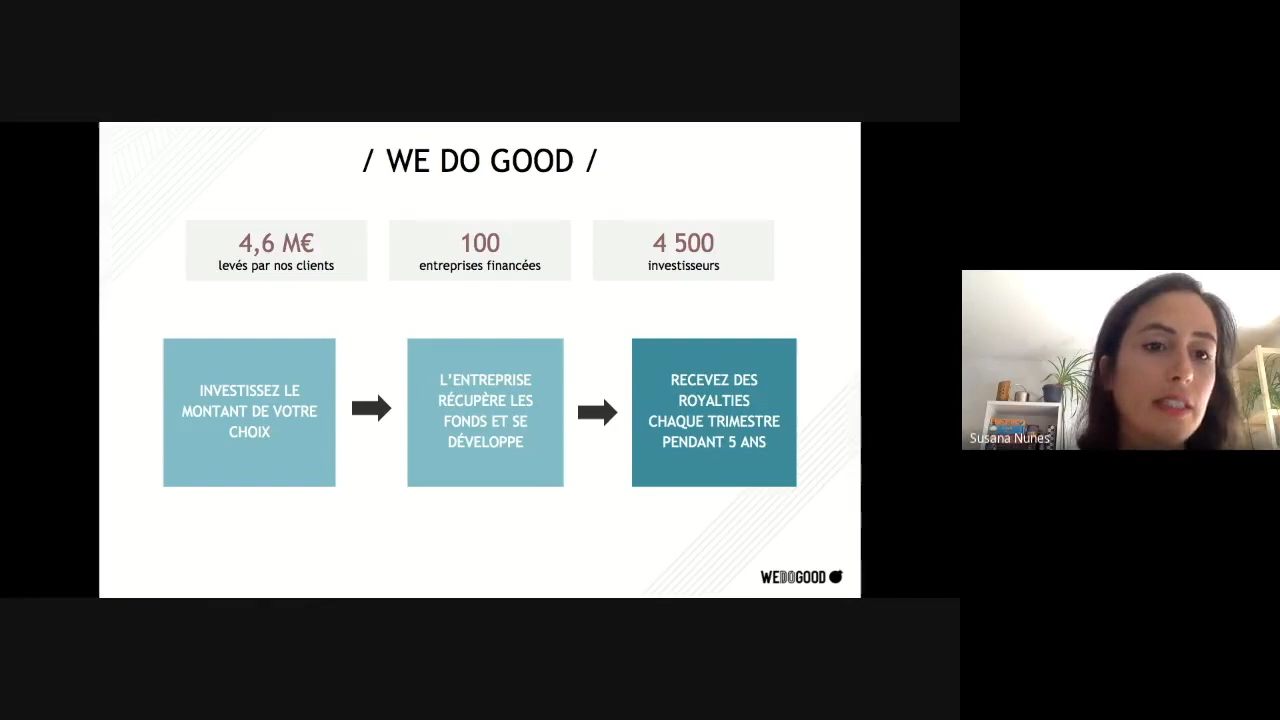 / WE DO GOOD /
4,6 M€
levés par nos clients
100
entreprises financées
4 500
investisseurs
INVESTISSEZ LE
MONTANT DE VOTRE
CHOIX
L'ENTREPRISE
RÉCUPÈRE LES
FONDS ET SE
DÉVELOPPE
RECEVEZ DES
ROYALTIES
CHAQUE TRIMESTRE
PENDANT 5 ANS
WEDOGOOD
Susana Nunes